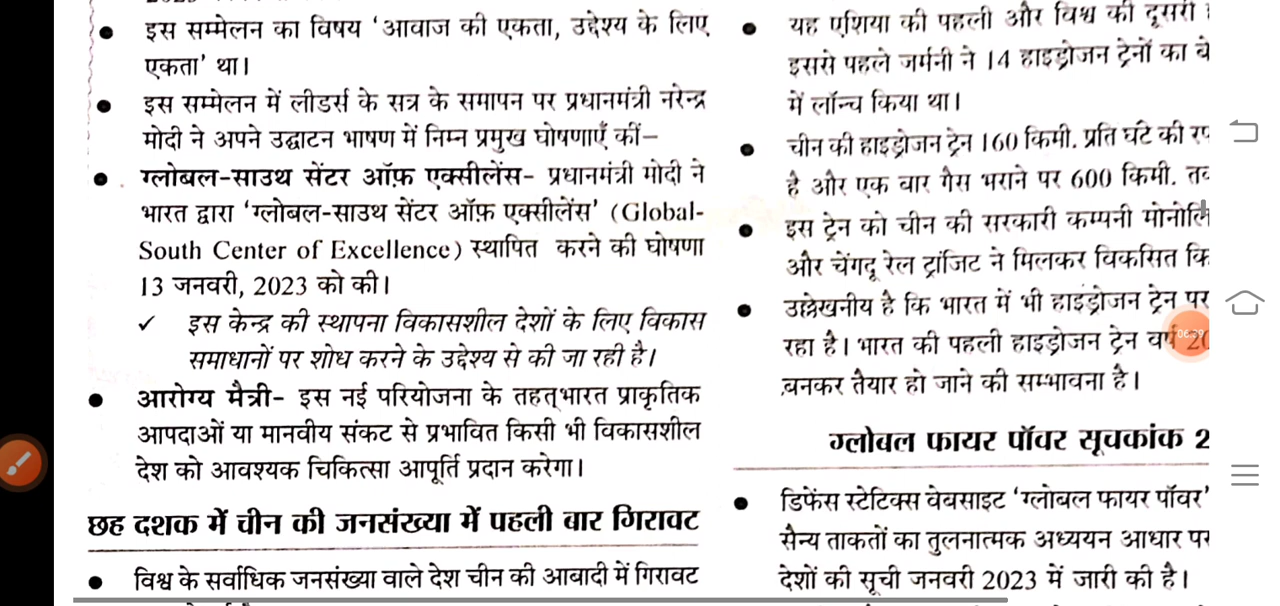 इस सम्मेलन का विषय ‘आवाज की एकता, उद्देश्य के लिए
एकता’ था।
इस सम्मेलन में लीडर्स के सत्र के समापन पर प्रधानमंत्री नरेन्द्र
मोदी ने अपने उद्घाटन भाषण में निम्न प्रमुख घोषणाएँ कीं–
ग्लोबल-साउथ सेंटर ऑफ़ एक्सीलेंस- प्रधानमंत्री मोदी ने
भारत द्वारा ‘ग्लोबल-साउथ सेंटर ऑफ़ एक्सीलेंस’ (Global-
South Center of Excellence) स्थापित करने की घोषणा
13 जनवरी, 2023 को की।
✓ इस केन्द्र की स्थापना विकासशील देशों के लिए विकास
समाधानों पर शोध करने के उद्देश्य से की जा रही है।
आरोग्य मैत्री- इस नई परियोजना के तहत् भारत प्राकृतिक
आपदाओं या मानवीय संकट से प्रभावित किसी भी विकासशील
देश को आवश्यक चिकित्सा आपूर्ति प्रदान करेगा।
छह दशक में चीन की जनसंख्या में पहली बार गिरावट
विश्व के सर्वाधिक जनसंख्या वाले देश चीन की आबादी में गिरावट
यह एशिया की पहली और विश्व की दूसरी
इससे पहले जर्मनी ने 14 हाइड्रोजन ट्रेनों का बे
में लॉन्च किया था।
चीन की हाइड्रोजन ट्रेन 160 किमी. प्रति घंटे की
है और एक बार गैस भराने पर 600 किमी.
इस ट्रेन को चीन की सरकारी कम्पनी
और चेंगदू रेल ट्रांजिट ने मिलकर विकसित
उल्लेखनीय है कि भारत में भी हाइड्रोजन ट्रेन पर
रहा है। भारत की पहली हाइड्रोजन ट्रेन वर्ष 20
बनकर तैयार हो जाने की सम्भावना है।
ग्लोबल फायर पॉवर सूचकांक 2
डिफेंस स्टेटिक्स वेबसाइट ‘ग्लोबल फायर पॉवर’
सैन्य ताकतों का तुलनात्मक अध्ययन आधार पर
देशों की सूची जनवरी 2023 में जारी की है।